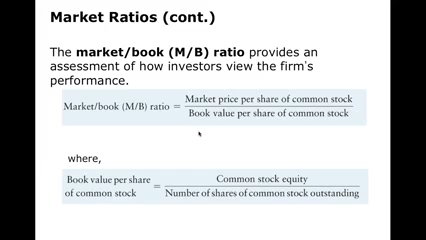 Market Ratios (cont.)
The market/book (M/B) ratio provides an
assessment of how investors view the firm's
performance.
Market/book (M/B) ratio = Market price per share of common stock
Book value per share of common stock
where,
Book value per share
of common stock = Common stock equity
Number of shares of common stock outstanding